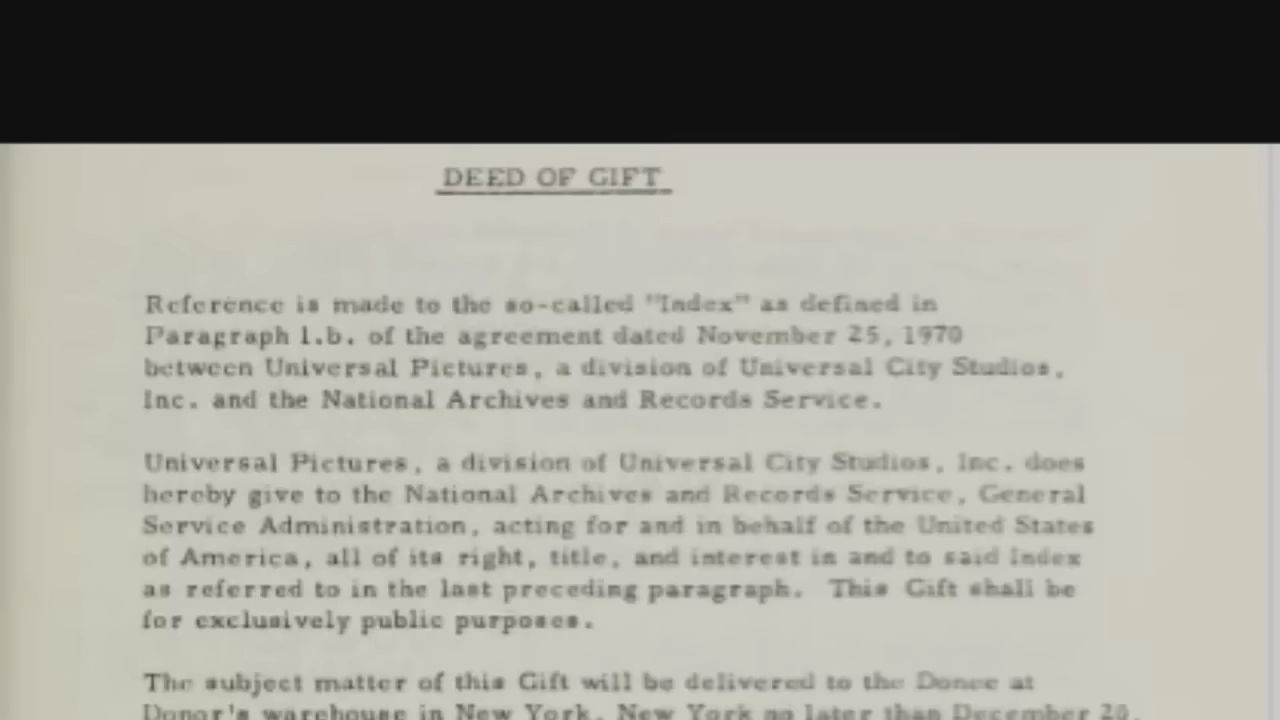 DEED OF GIFT
Reference is made to the so-called "Index" as defined in
Paragraph 1.b. of the agreement dated November 25, 1970
between Universal Pictures, a division of Universal City Studios,
Inc. and the National Archives and Records Service.
Universal Pictures, a division of Universal City Studios, Inc. does
hereby give to the National Archives and Records Service, General
Service Administration, acting for and in behalf of the United States
of America, all of its right, title, and interest in and to said Index
as referred to in the last preceding paragraph. This Gift shall be
for exclusively public purposes.
The subject matter of this Gift will be delivered to the Donee at
Donor's warehouse in New York, New York no later than December 20,